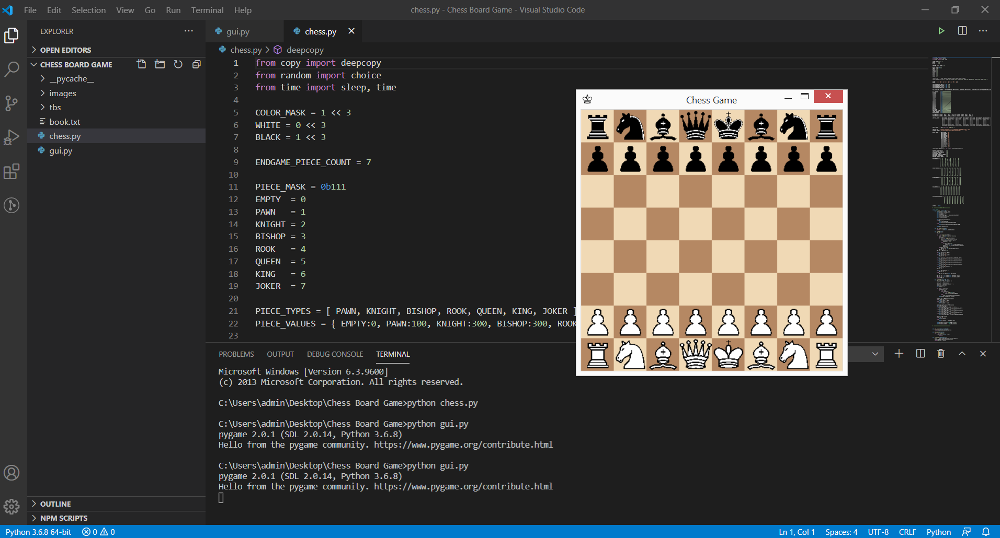 File Edit Selection View Go Run Terminal Help
chess.py - Chess Board Game - Visual Studio Code
EXPLORER
OPEN EDITORS
CHESS BOARD GAME
__pycache__
images
tbs
book.txt
chess.py
gui.py
OUTLINE
NPM SCRIPTS
gui.py chess.py
chess.py > deepcopy
1 from copy import deepcopy
2 from random import choice
3 from time import sleep, time
4
5 COLOR_MASK = 1 << 3
6 WHITE = 0 << 3
7 BLACK = 1 << 3
8
9 ENDGAME_PIECE_COUNT = 7
10
11 PIECE_MASK = 0b111
12 EMPTY = 0
13 PAWN = 1
14 KNIGHT = 2
15 BISHOP = 3
16 ROOK = 4
17 QUEEN = 5
18 KING = 6
19 JOKER = 7
20
21 PIECE_TYPES = [ PAWN, KNIGHT, BISHOP, ROOK, QUEEN, KING, JOKER ]
22 PIECE_VALUES = { EMPTY:0, PAWN:100, KNIGHT:300, BISHOP:300, ROOK
23
Chess Game
PROBLEMS OUTPUT DEBUG CONSOLE TERMINAL
Microsoft Windows [Version 6.3.9600]
(c) 2013 Microsoft Corporation. All rights reserved.
C:\Users\admin\Desktop\Chess Board Game>python chess.py
C:\Users\admin\Desktop\Chess Board Game>python gui.py
pygame 2.0.1 (SDL 2.0.14, Python 3.6.8)
Hello from the pygame community. https://www.pygame.org/contribute.html
C:\Users\admin\Desktop\Chess Board Game>python gui.py
pygame 2.0.1 (SDL 2.0.14, Python 3.6.8)
Hello from the pygame community. https://www.pygame.org/contribute.html
Python 3.6.8 64-bit 0 0 Ln 1, Col 1 Spaces: 4 UTF-8 CRLF Python